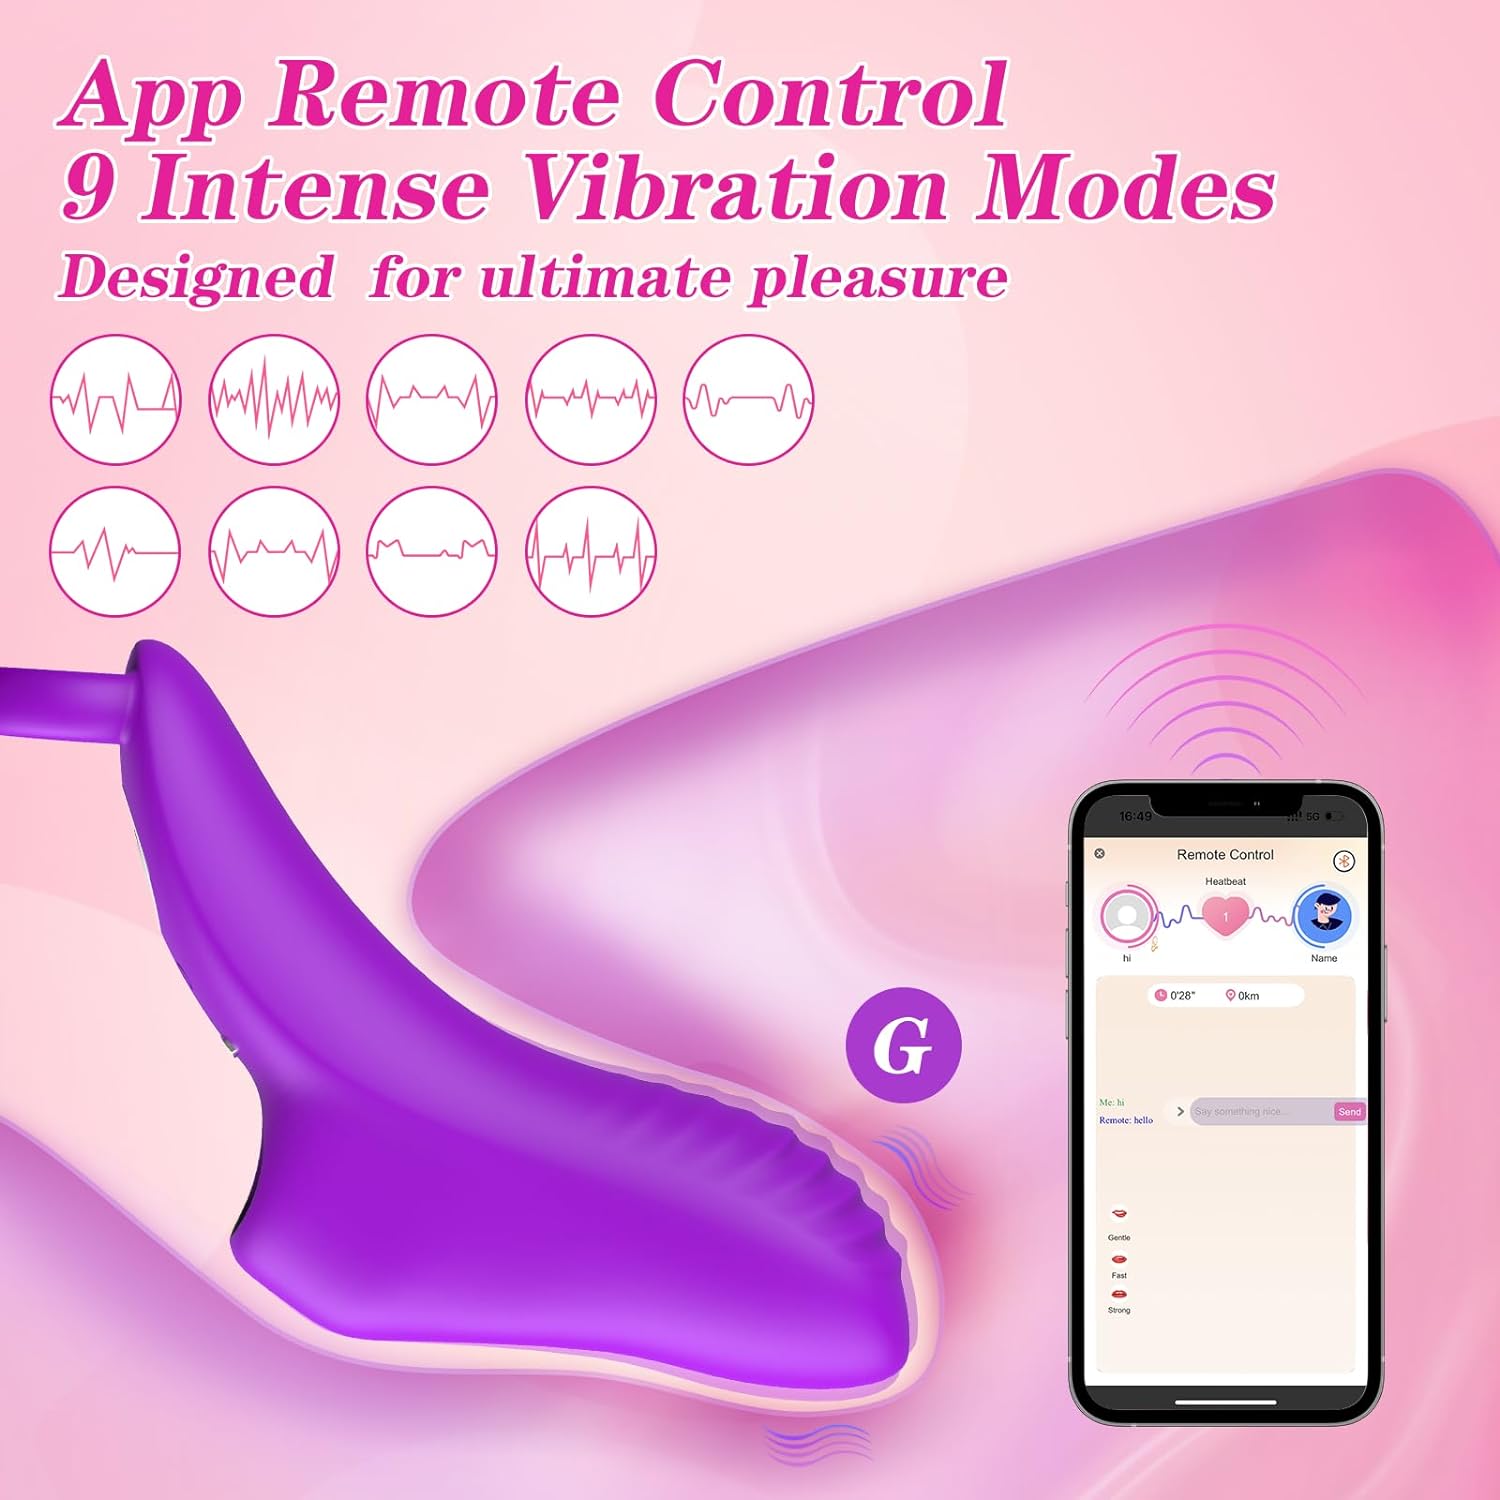 App Remote Control
9 Intense Vibration Modes
Designed for ultimate pleasure
G
16:49
5G
Remote Control
Heatbeat
1
hi
Name
0'28"
0km
Me: hi
Remote: hello
Say something nice...
Send
Gentle
Fast
Strong